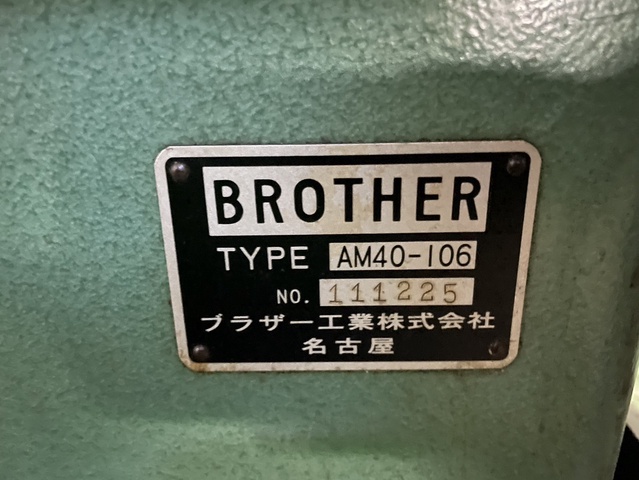 BROTHER
TYPE AM40-106
NO. 111225
ブラザー工業株式会社
名古屋